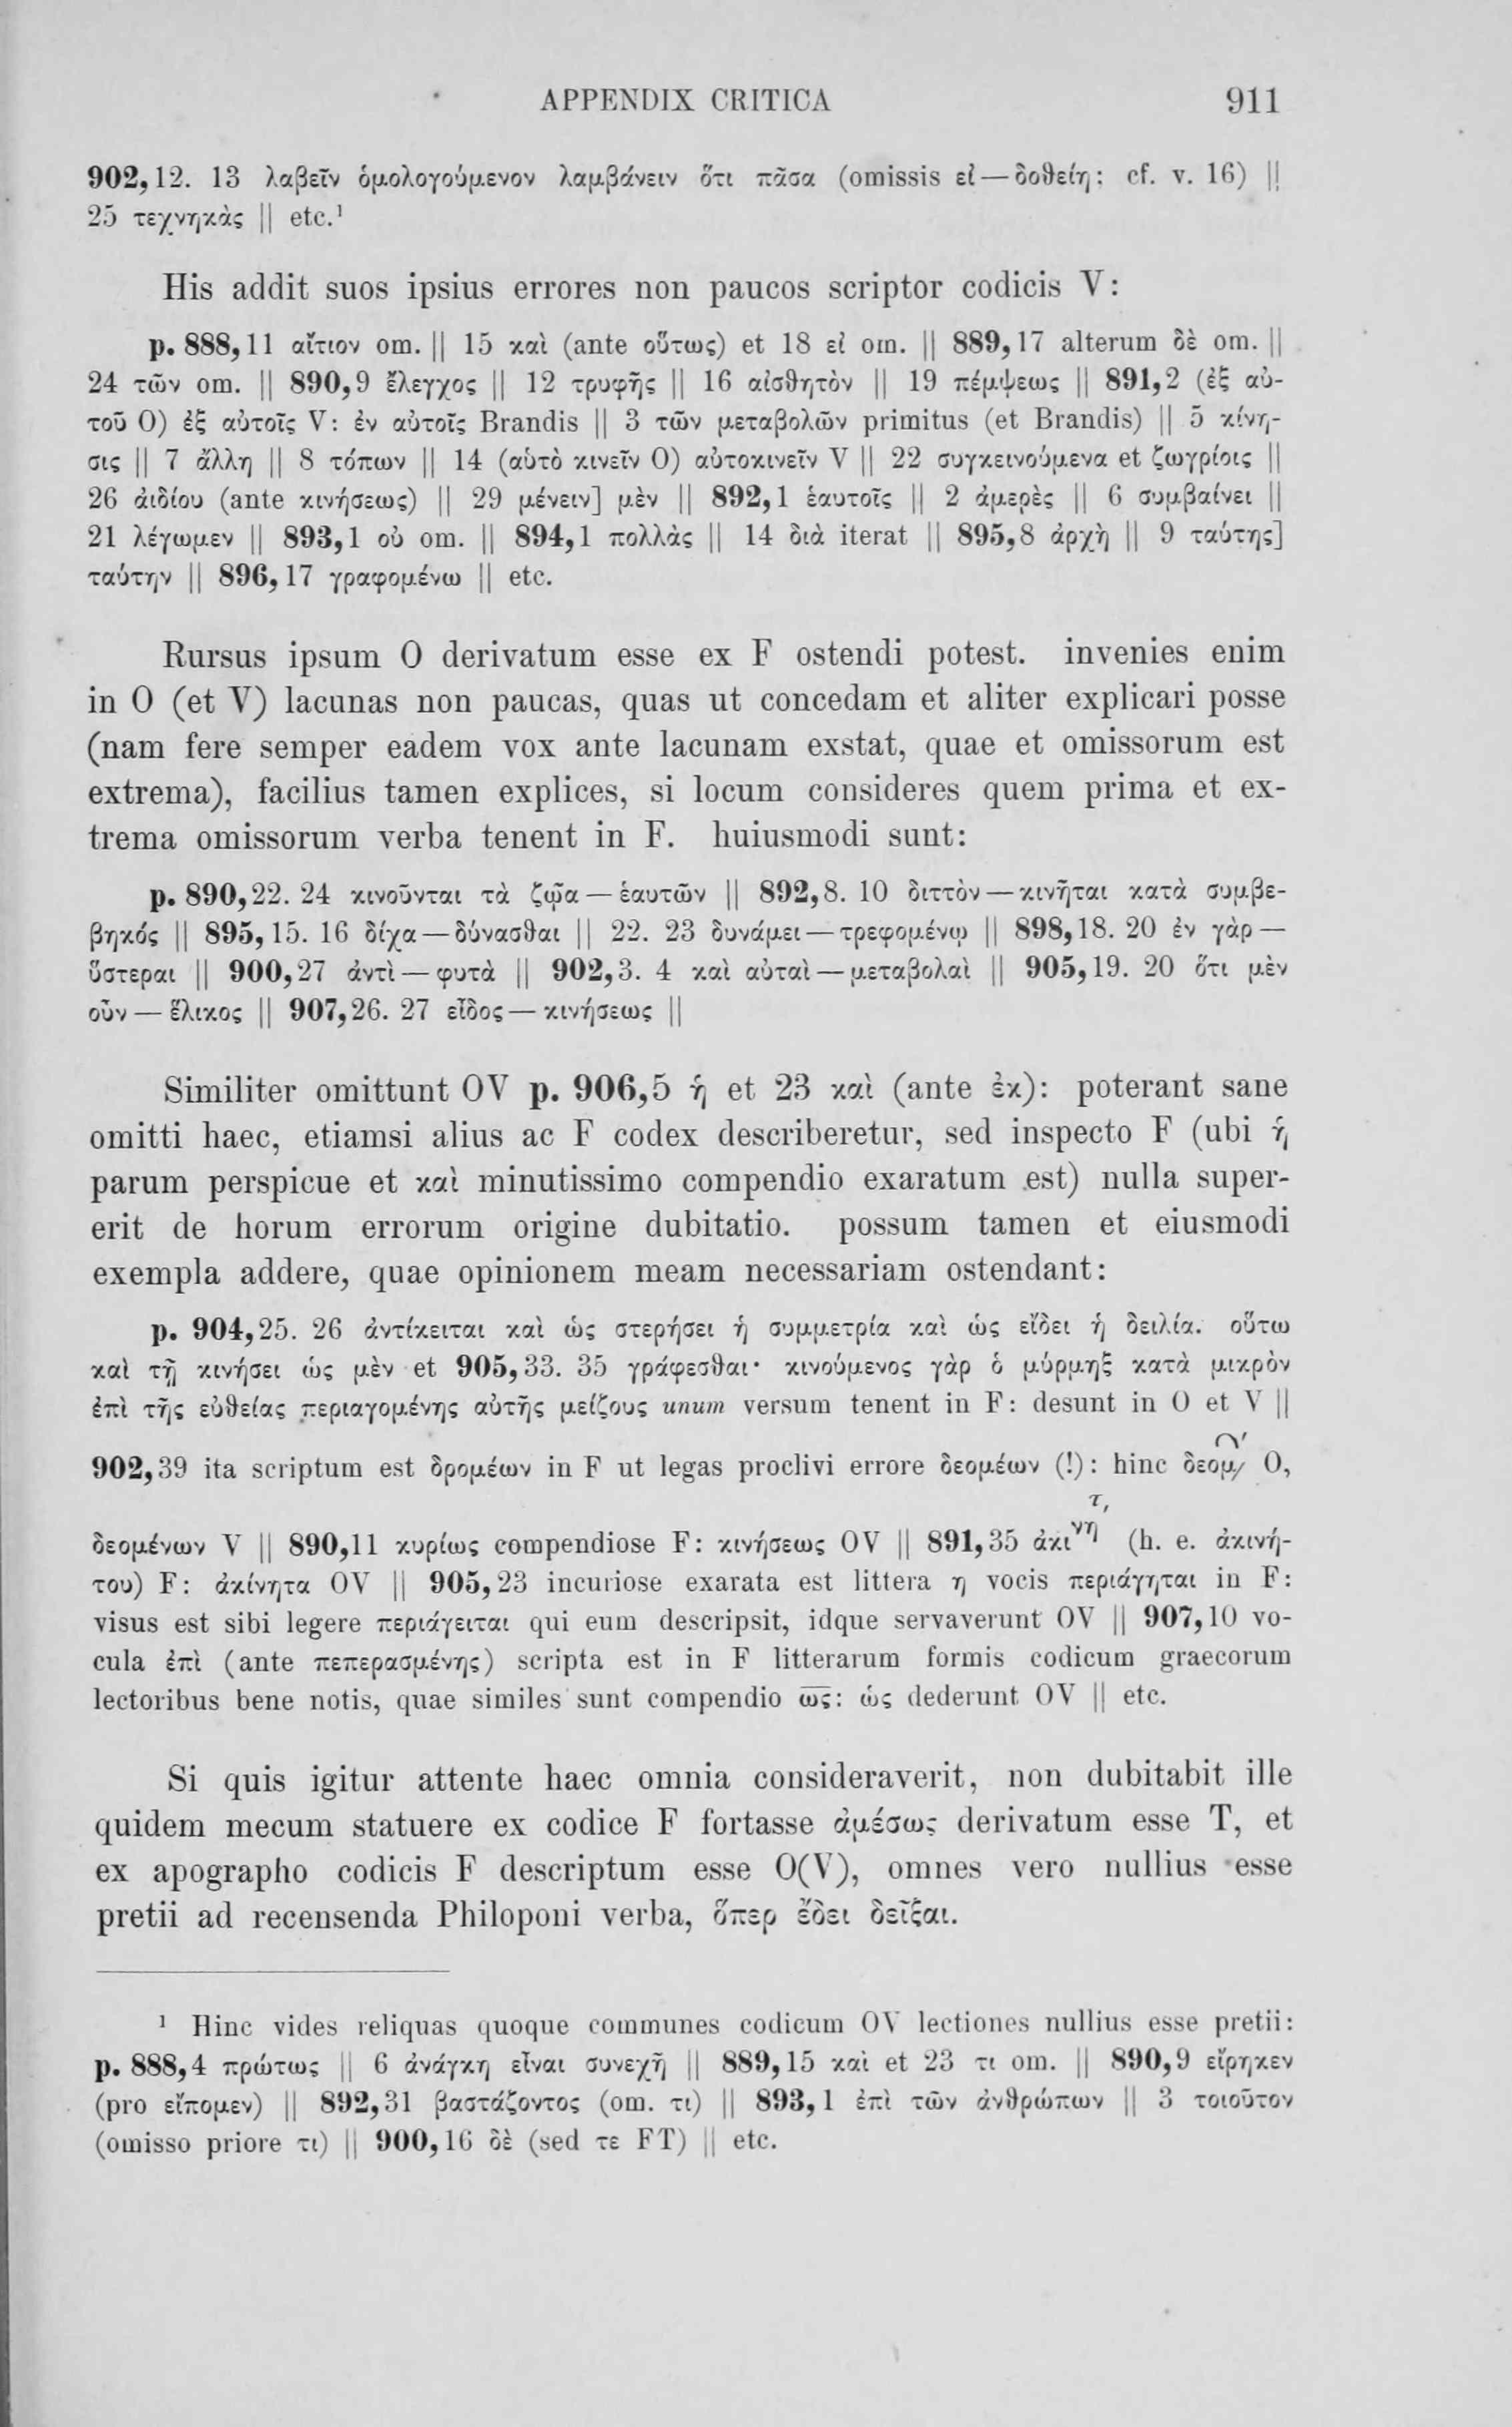 APPENDIX CRITICA 911
902,12. 13 λαβεῖν ὁμολογούμενον λαμβάνειν ὅτι πᾶσα (omissis εἰ—δοθείη: cf. v. 16) ||
25 τεχνηκὰς || etc.¹
His addit suos ipsius errores non paucos scriptor codicis V:
p. 888,11 αἴτιον om. || 15 καὶ (ante οὕτως) et 18 εἰ om. || 889,17 alterum δὲ om. ||
24 τῶν om. || 890,9 ἔλεγχος || 12 τρυφῆς || 16 αἰσθητὸν || 19 πέμψεως || 891,2 (ἐξ αὐ-
τοῦ O) ἐξ αὐτοῖς V: ἐν αὐτοῖς Brandis || 3 τῶν μεταβολῶν primitus (et Brandis) || 5 κίνη-
σις || 7 ἄλλη || 8 τόπων || 14 (αὐτὸ κινεῖν O) αὐτοκινεῖν V || 22 συγκεινούμενα et ζωγρίοις ||
26 ἀιδίου (ante κινήσεως) || 29 μένειν] μὲν || 892,1 ἑαυτοῖς || 2 ἀμερὲς || 6 συμβαίνει ||
21 λέγωμεν || 893,1 οὐ om. || 894,1 πολλὰς || 14 διὰ iterat || 895,8 ἀρχὴ || 9 ταύτης]
ταύτην || 896,17 γραφομένω || etc.
Rursus ipsum O derivatum esse ex F ostendi potest. invenies enim
in O (et V) lacunas non paucas, quas ut concedam et aliter explicari posse
(nam fere semper eadem vox ante lacunam exstat, quae et omissorum est
extrema), facilius tamen explices, si locum consideres quem prima et ex-
trema omissorum verba tenent in F. huiusmodi sunt:
p. 890,22. 24 κινοῦνται τὰ ζῷα—ἑαυτῶν || 892,8. 10 διττὸν—κινῆται κατὰ συμβε-
βηκός || 895,15. 16 δίχα—δύνασθαι || 22. 23 δυνάμει—τρεφομένῳ || 898,18. 20 ἐν γὰρ—
ὕστεραι || 900,27 ἀντὶ—φυτὰ || 902,3. 4 καὶ αὐταὶ—μεταβολαὶ || 905,19. 20 ὅτι μὲν
οὖν—ἕλικος || 907,26. 27 εἶδος—κινήσεως ||
Similiter omittunt OV p. 906,5 ἡ et 23 καὶ (ante ἐκ): poterant sane
omitti haec, etiamsi alius ac F codex describeretur, sed inspecto F (ubi ἡ
parum perspicue et καὶ minutissimo compendio exaratum est) nulla super-
erit de horum errorum origine dubitatio. possum tamen et eiusmodi
exempla addere, quae opinionem meam necessariam ostendant:
p. 904,25. 26 ἀντίκειται καὶ ὡς στερήσει ἡ συμμετρία καὶ ὡς εἴδει ἡ δειλία. οὕτω
καὶ τῇ κινήσει ὡς μὲν et 905,33. 35 γράφεσθαι· κινούμενος γὰρ ὁ μύρμηξ κατὰ μικρὸν
ἐπὶ τῆς εὐθείας περιαγομένης αὐτῆς μείζους unum versum tenent in F: desunt in O et V ||
902,39 ita scriptum est δρομέων in F ut legas proclivi errore δεομέων (!): hinc δεομ/ O,
δεομένων V || 890,11 κυρίως compendiose F: κινήσεως OV || 891,35 ἀκινητ, (h. e. ἀκινή-
του) F: ἀκίνητα OV || 905,23 incuriose exarata est littera η vocis περιάγηται in F:
visus est sibi legere περιάγειται qui eum descripsit, idque servaverunt OV || 907,10 vo-
cula ἐπὶ (ante πεπερασμένης) scripta est in F litterarum formis codicum graecorum
lectoribus bene notis, quae similes sunt compendio ω̅ς̅: ὡς dederunt OV || etc.
Si quis igitur attente haec omnia consideraverit, non dubitabit ille
quidem mecum statuere ex codice F fortasse ἀμέσως derivatum esse T, et
ex apographo codicis F descriptum esse O(V), omnes vero nullius esse
pretii ad recensenda Philoponi verba, ὅπερ ἔδει δεῖξαι.
¹ Hinc vides reliquas quoque communes codicum OV lectiones nullius esse pretii:
p. 888,4 πρώτως || 6 ἀνάγκη εἶναι συνεχῆ || 889,15 καὶ et 23 τι om. || 890,9 εἴρηκεν
(pro εἴπομεν) || 892,31 βαστάζοντος (om. τι) || 893,1 ἐπὶ τῶν ἀνθρώπων || 3 τοιοῦτον
(omisso priore τι) || 900,16 δὲ (sed τε FT) || etc.